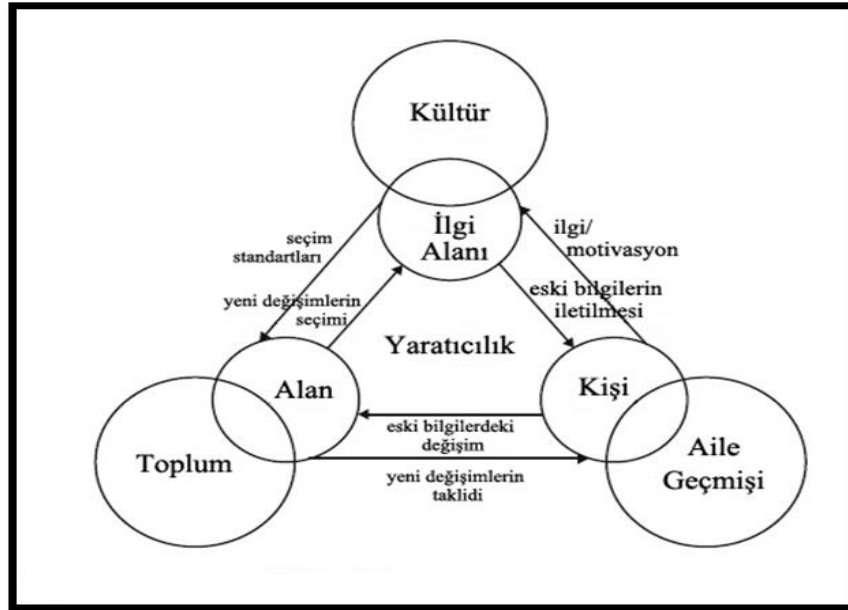 Kültür
İlgi
Alanı
seçim
standartları
ilgi/
motivasyon
yeni değişimlerin
seçimi
eski bilgilerin
iletilmesi
Yaratıcılık
Alan
Kişi
eski bilgilerdeki
değişim
Toplum
Aile
Geçmişi
yeni değişimlerin
taklidi